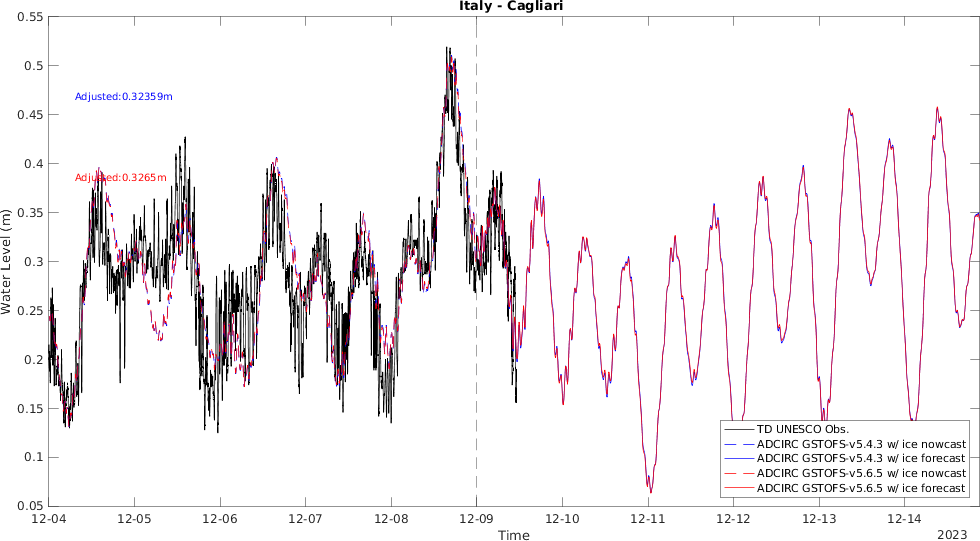 Italy - Cagliari
0.55
0.5
0.45
0.4
0.35
0.3
0.25
0.2
0.15
0.1
0.05
Water Level (m)
Adjusted:0.32359m
Adjusted:0.3265m
TD UNESCO Obs.
ADCIRC GSTOFS-v5.4.3 w/ ice nowcast
ADCIRC GSTOFS-v5.4.3 w/ ice forecast
ADCIRC GSTOFS-v5.6.5 w/ ice nowcast
ADCIRC GSTOFS-v5.6.5 w/ ice forecast
12-04 12-05 12-06 12-07 12-08 12-09 12-10 12-11 12-12 12-13 12-14
Time
2023